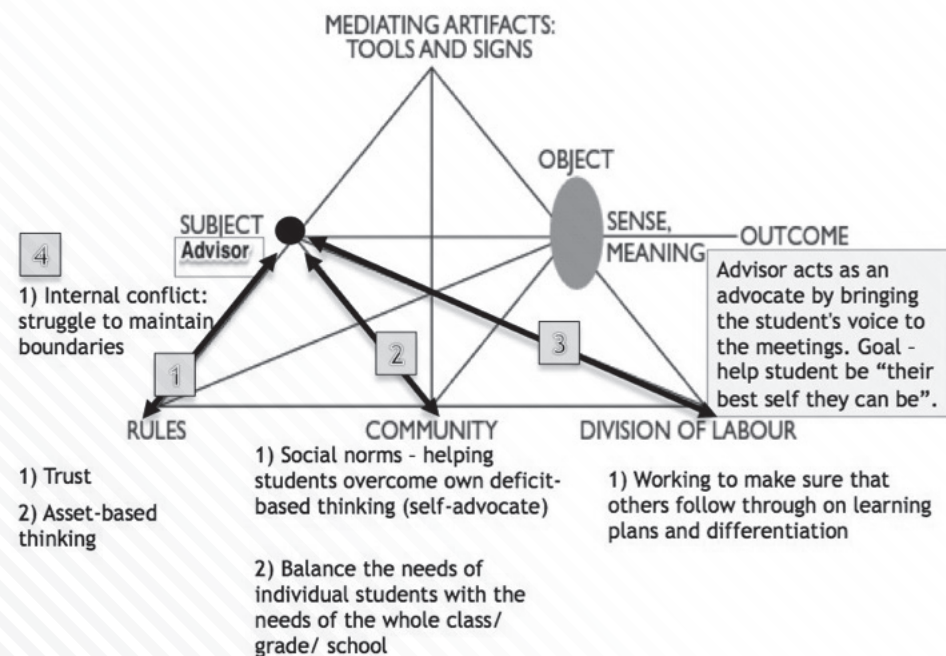 MEDIATING ARTIFACTS:
TOOLS AND SIGNS
OBJECT
SUBJECT
Advisor
SENSE,
MEANING
OUTCOME
4
1) Internal conflict:
struggle to maintain
boundaries
Advisor acts as an
advocate by bringing
the student's voice to
the meetings. Goal -
help student be “their
best self they can be”.
1
2
3
RULES
COMMUNITY
DIVISION OF LABOUR
1) Trust
2) Asset-based
thinking
1) Social norms - helping
students overcome own deficit-
based thinking (self-advocate)
2) Balance the needs of
individual students with the
needs of the whole class/
grade/ school
1) Working to make sure that
others follow through on learning
plans and differentiation